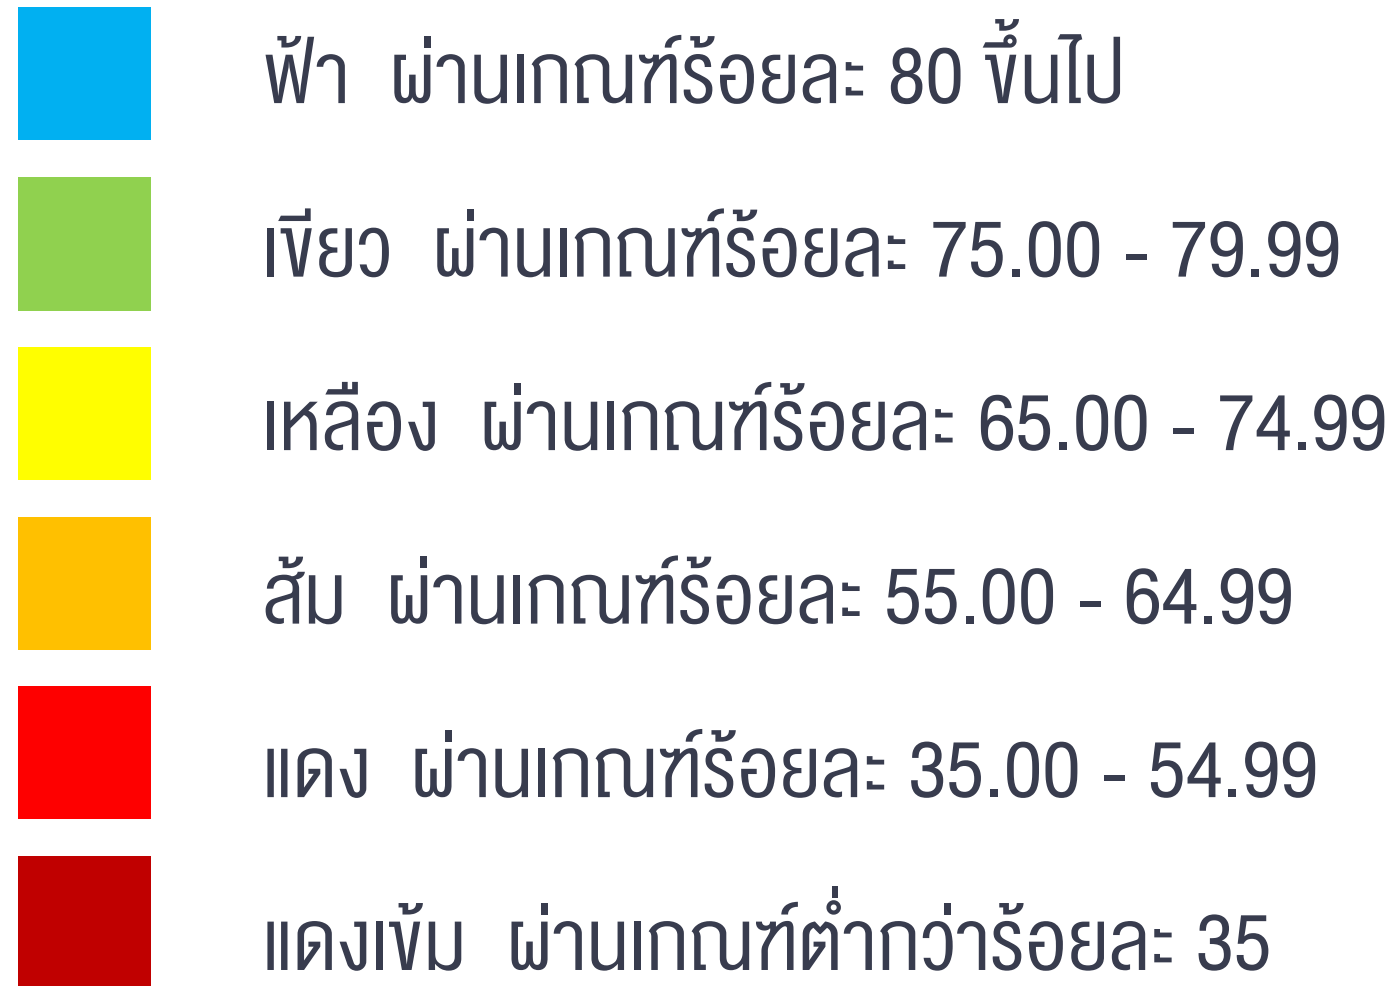 ฟ้า ผ่านเกณฑ์ร้อยละ 80 ขึ้นไป
เขียว ผ่านเกณฑ์ร้อยละ 75.00 - 79.99
เหลือง ผ่านเกณฑ์ร้อยละ 65.00 - 74.99
ส้ม ผ่านเกณฑ์ร้อยละ 55.00 - 64.99
แดง ผ่านเกณฑ์ร้อยละ 35.00 - 54.99
แดงเข้ม ผ่านเกณฑ์ต่ำกว่าร้อยละ 35